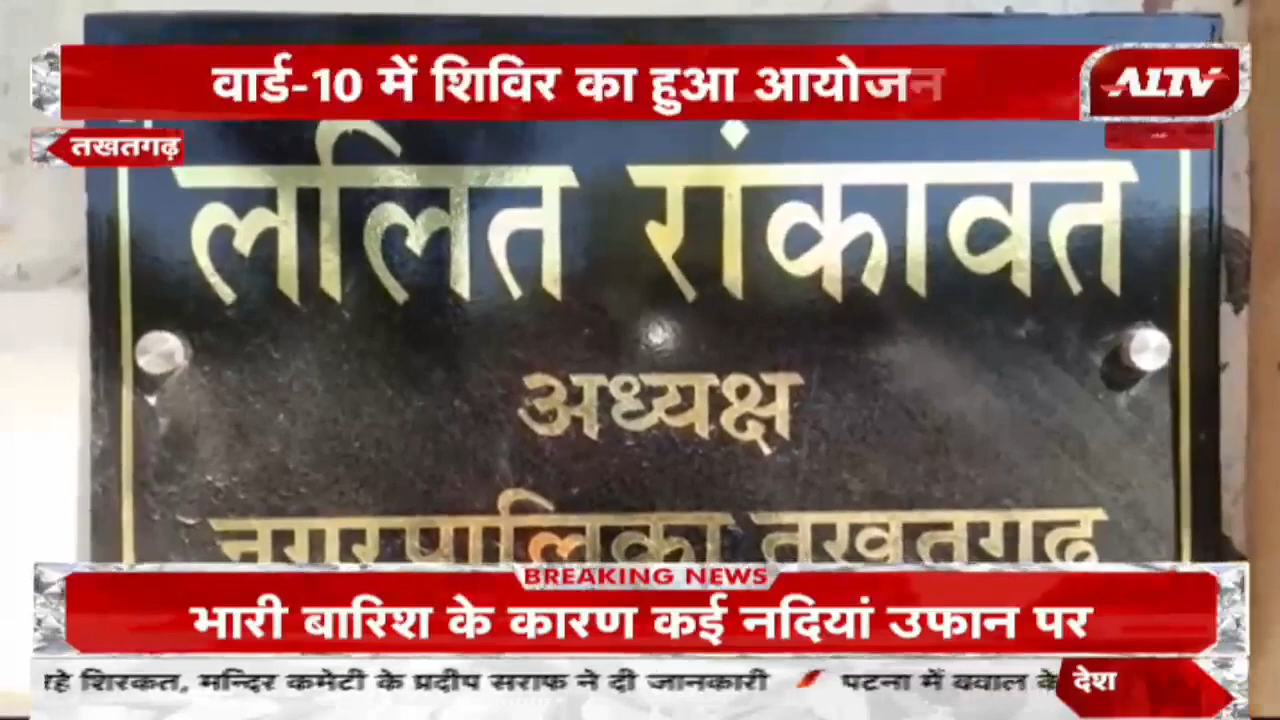 वार्ड-10 में शिविर का हुआ आयोजन
A1TV
तखतगढ़
ललित रांकावत
अध्यक्ष
नगरपालिका तखतगढ़
BREAKING NEWS
भारी बारिश के कारण कई नदियां उफान पर
रहे शिरकत, मन्दिर कमेटी के प्रदीप सराफ ने दी जानकारी पटना में बवाल के
देश